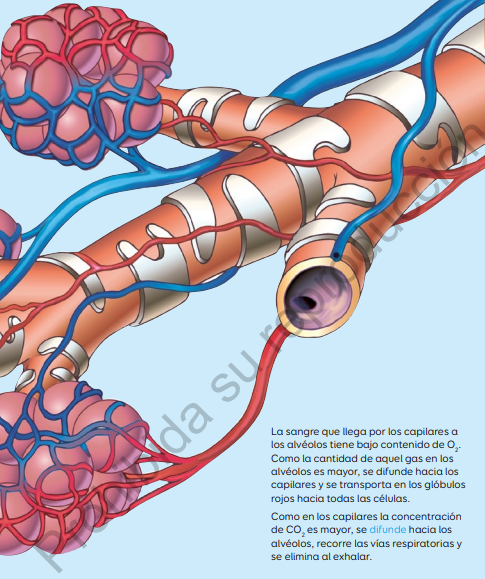 La sangre que llega por los capilares a
los alvéolos tiene bajo contenido de O₂.
Como la cantidad de aquel gas en los
alvéolos es mayor, se difunde hacia los
capilares y se transporta en los glóbulos
rojos hacia todas las células.
Como en los capilares la concentración
de CO₂ es mayor, se difunde hacia los
alvéolos, recorre las vías respiratorias y
se elimina al exhalar.
Prohibida su reproducción